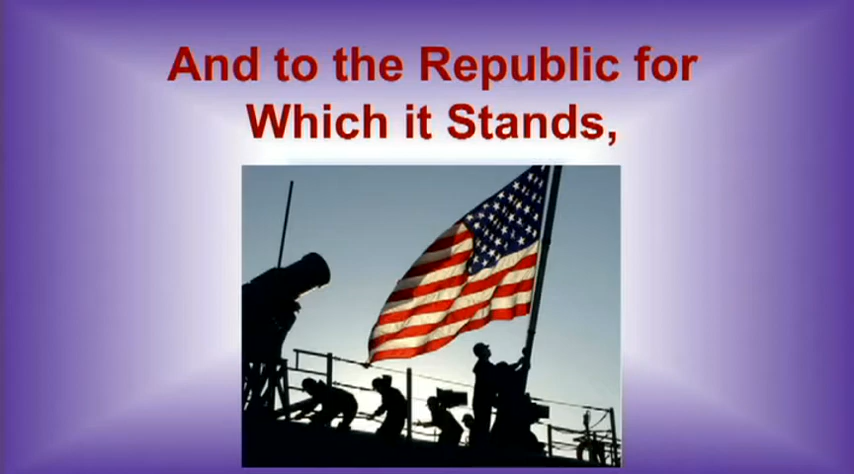 And to the Republic for
Which it Stands,